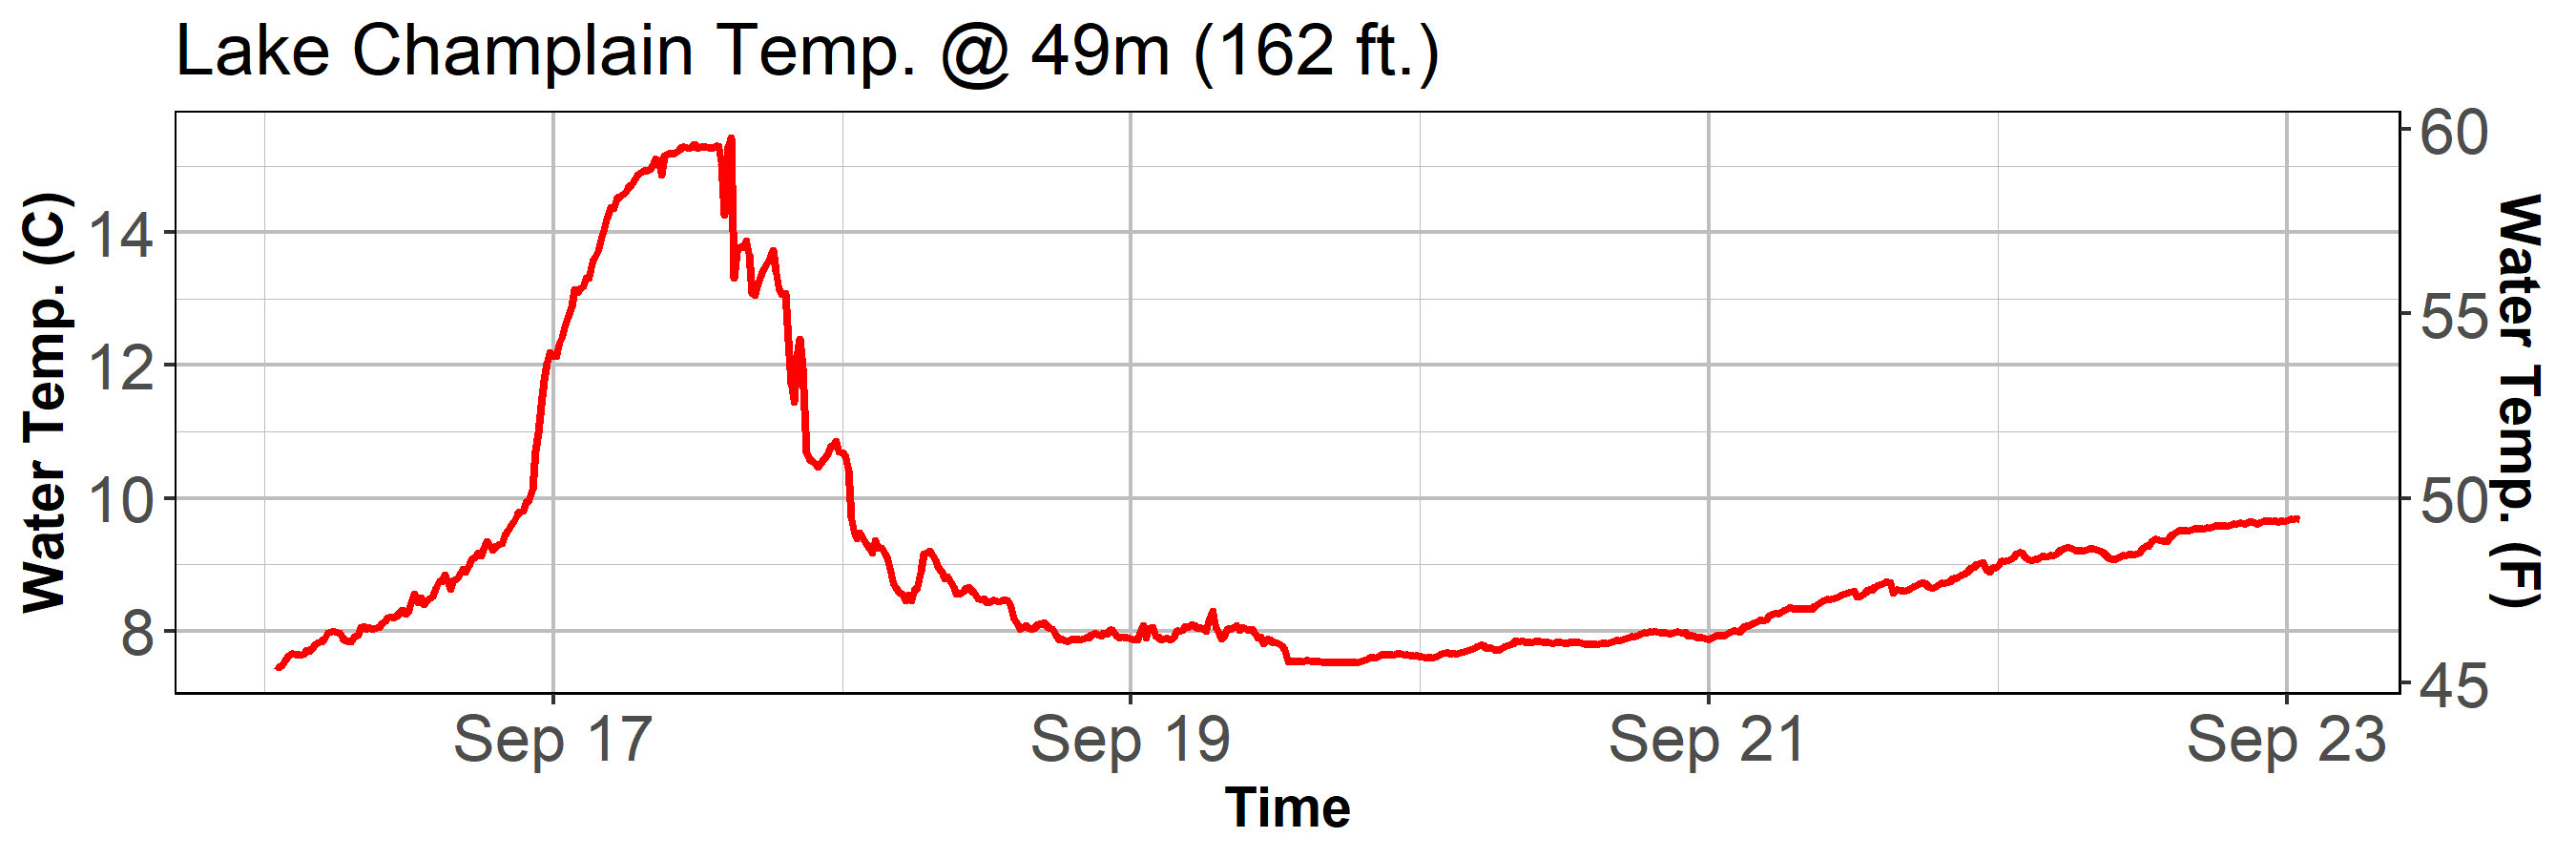 Lake Champlain Temp. @ 49m (162 ft.)
Water Temp. (C)
14
12
10
8
60
55
50
45
Water Temp. (F)
Sep 17
Sep 19
Sep 21
Sep 23
Time